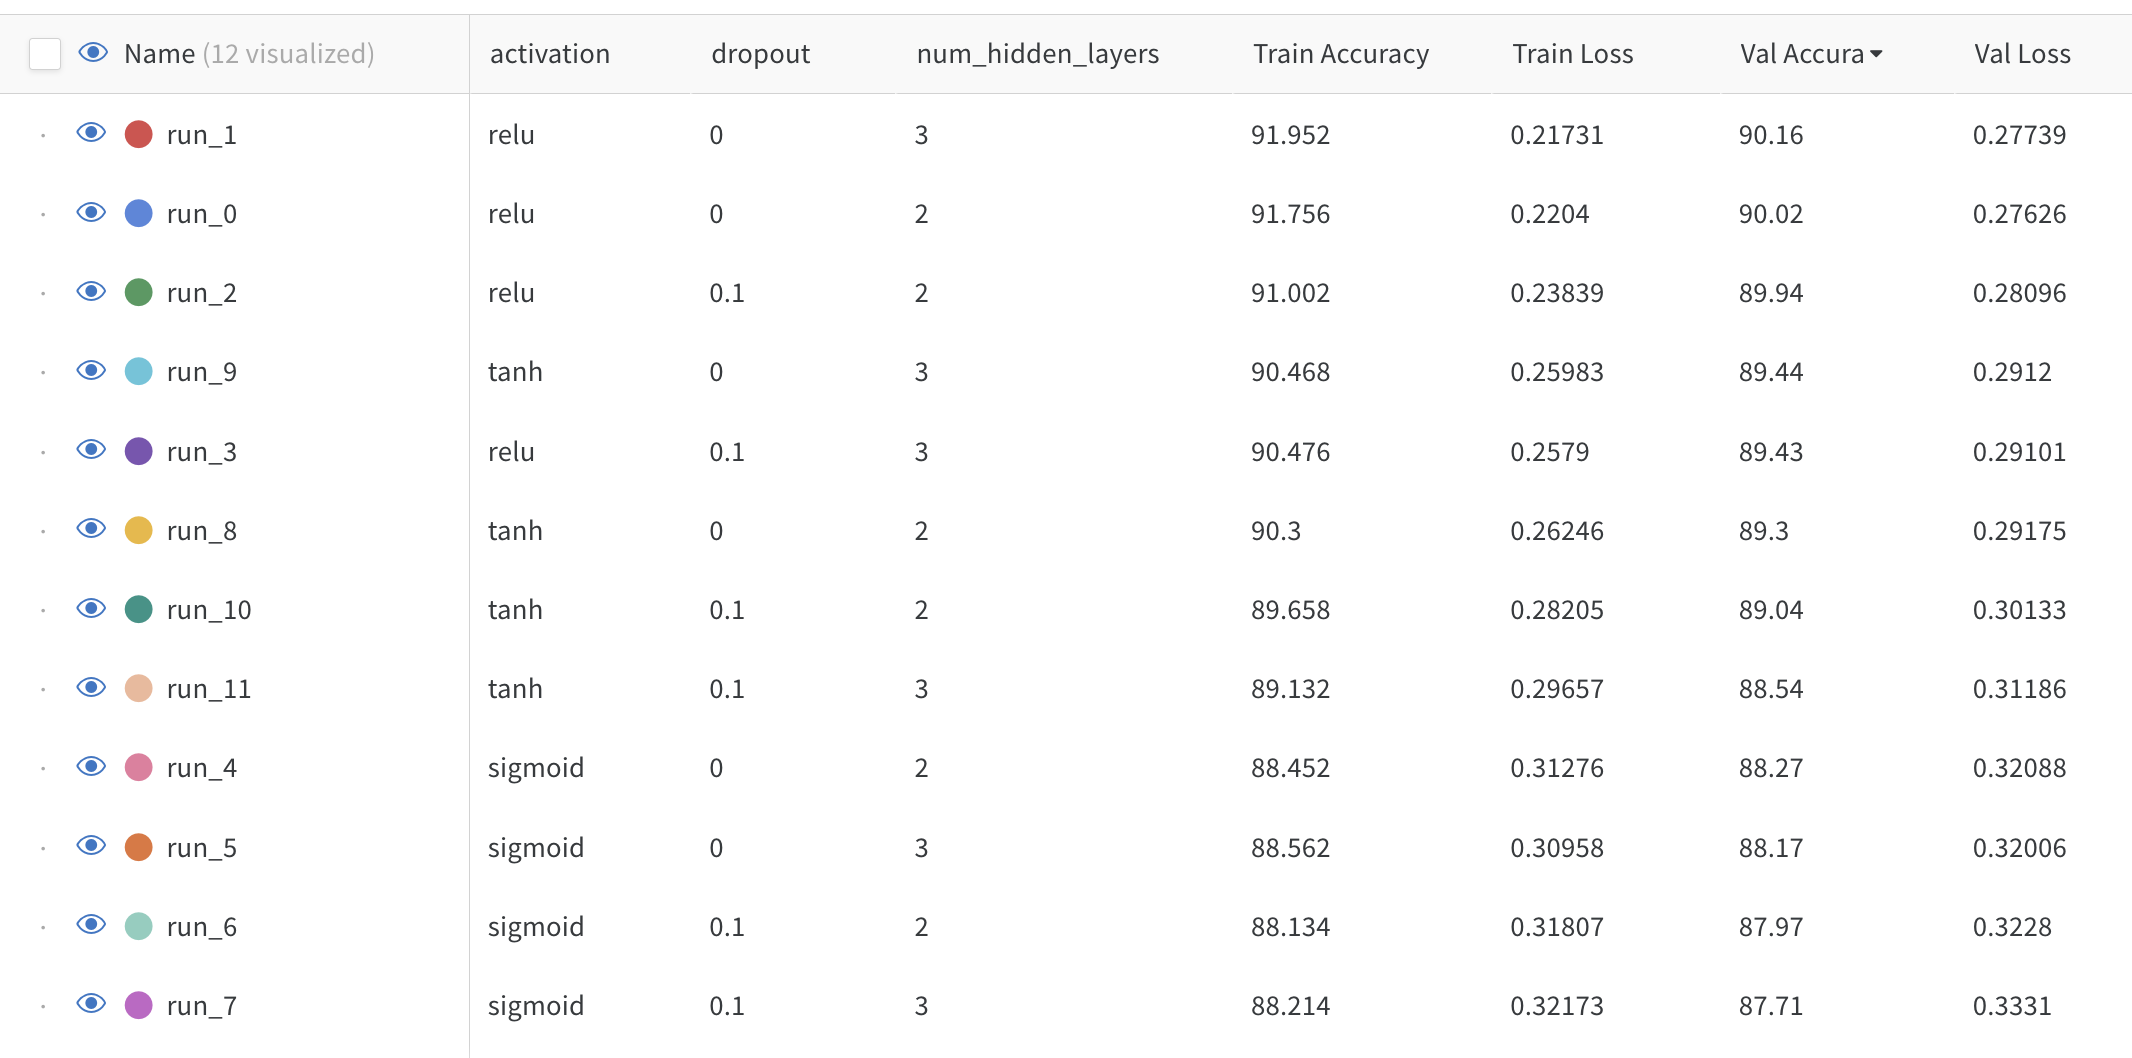 Name (12 visualized) activation dropout num_hidden_layers Train Accuracy Train Loss Val Accura Val Loss
run_1 relu 0 3 91.952 0.21731 90.16 0.27739
run_0 relu 0 2 91.756 0.2204 90.02 0.27626
run_2 relu 0.1 2 91.002 0.23839 89.94 0.28096
run_9 tanh 0 3 90.468 0.25983 89.44 0.2912
run_3 relu 0.1 3 90.476 0.2579 89.43 0.29101
run_8 tanh 0 2 90.3 0.26246 89.3 0.29175
run_10 tanh 0.1 2 89.658 0.28205 89.04 0.30133
run_11 tanh 0.1 3 89.132 0.29657 88.54 0.31186
run_4 sigmoid 0 2 88.452 0.31276 88.27 0.32088
run_5 sigmoid 0 3 88.562 0.30958 88.17 0.32006
run_6 sigmoid 0.1 2 88.134 0.31807 87.97 0.3228
run_7 sigmoid 0.1 3 88.214 0.32173 87.71 0.3331